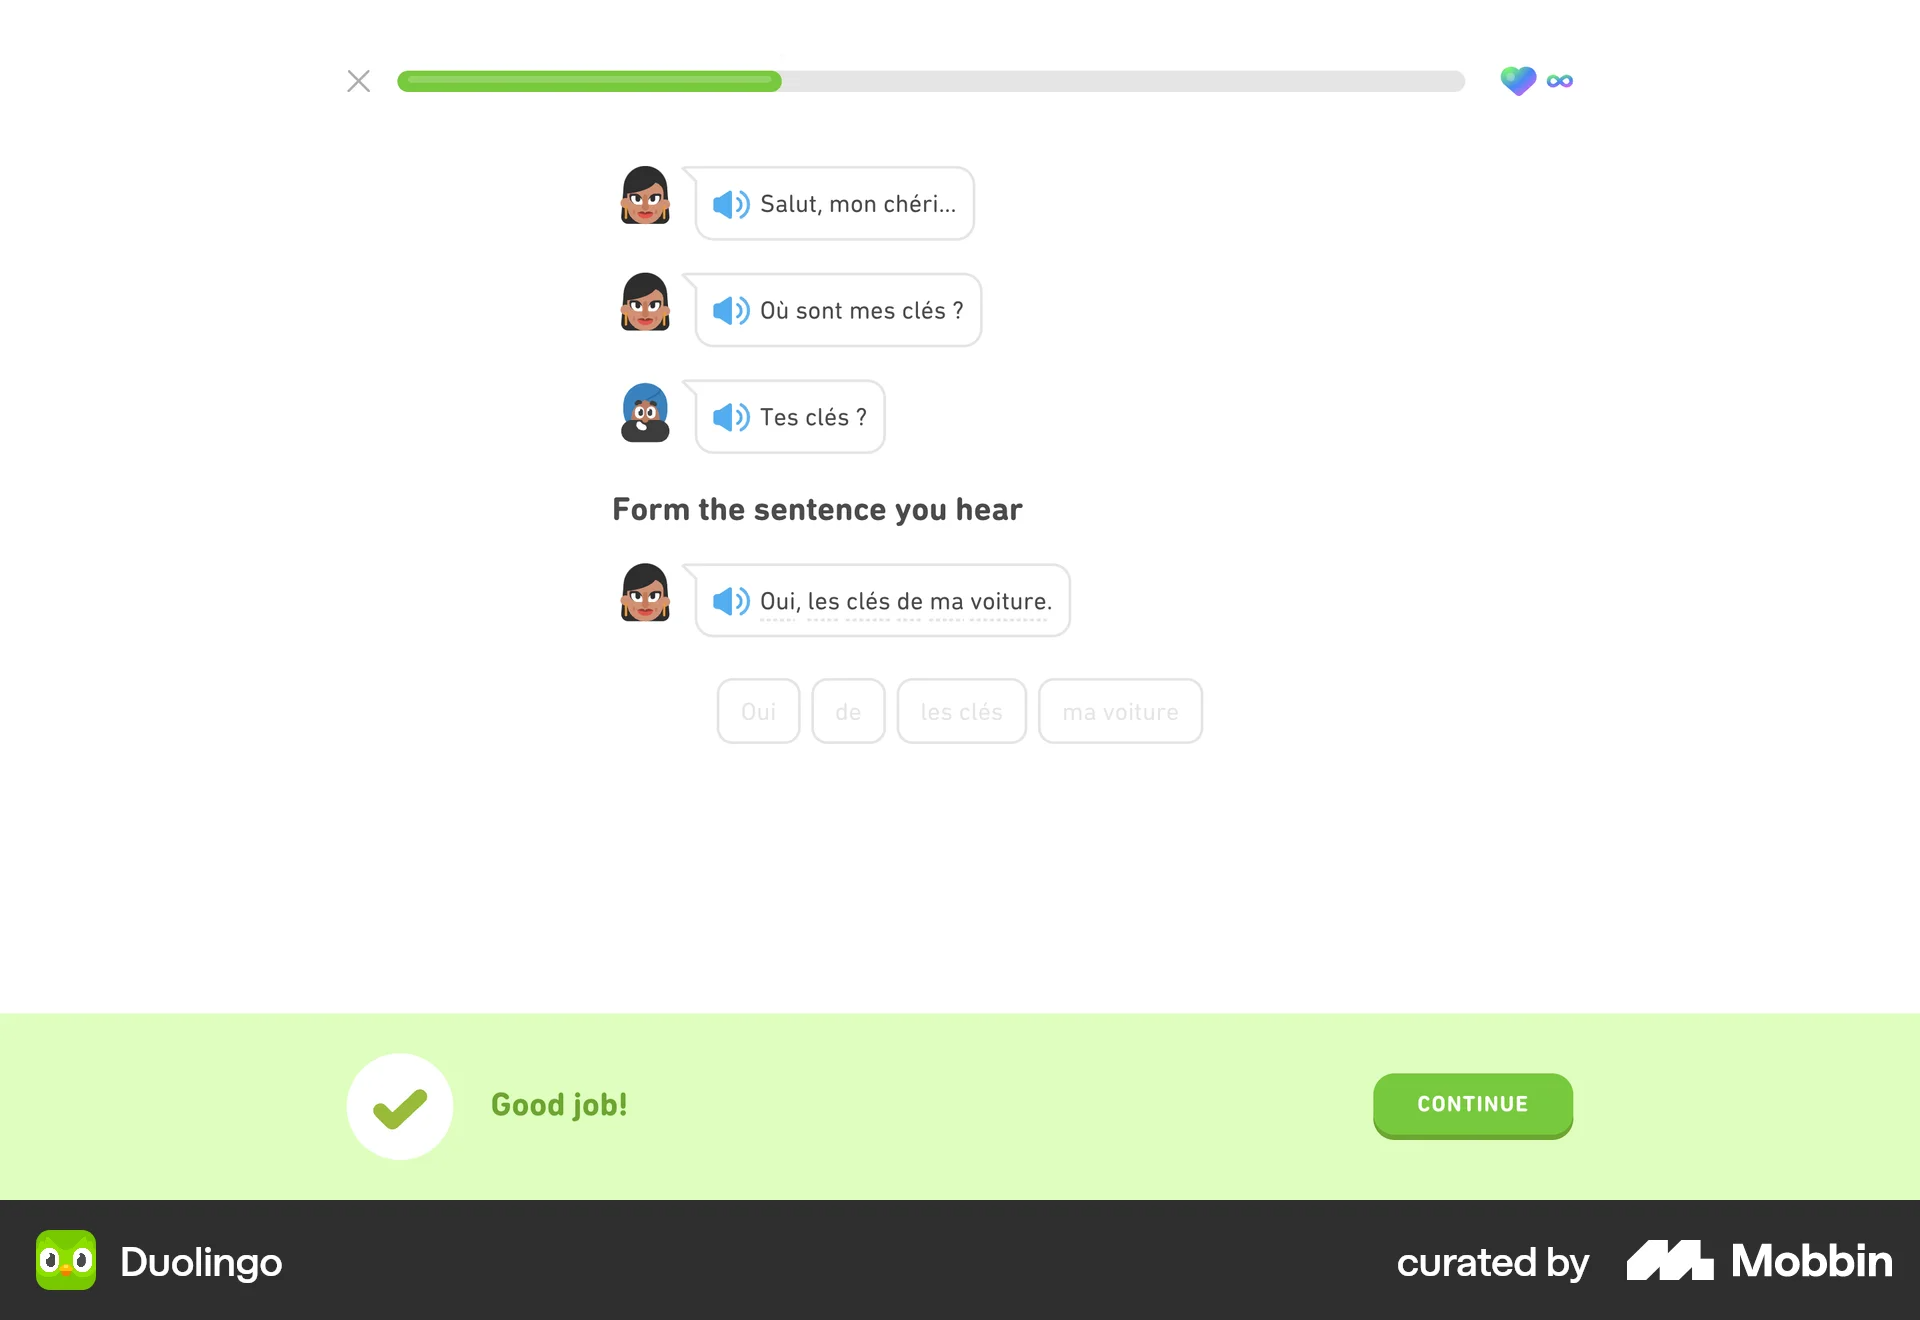 Salut, mon chéri...
Où sont mes clés ?
Tes clés ?
Form the sentence you hear
Oui, les clés de ma voiture.
Oui de les clés ma voiture
Good job!
CONTINUE
Duolingo
curated by Mobbin